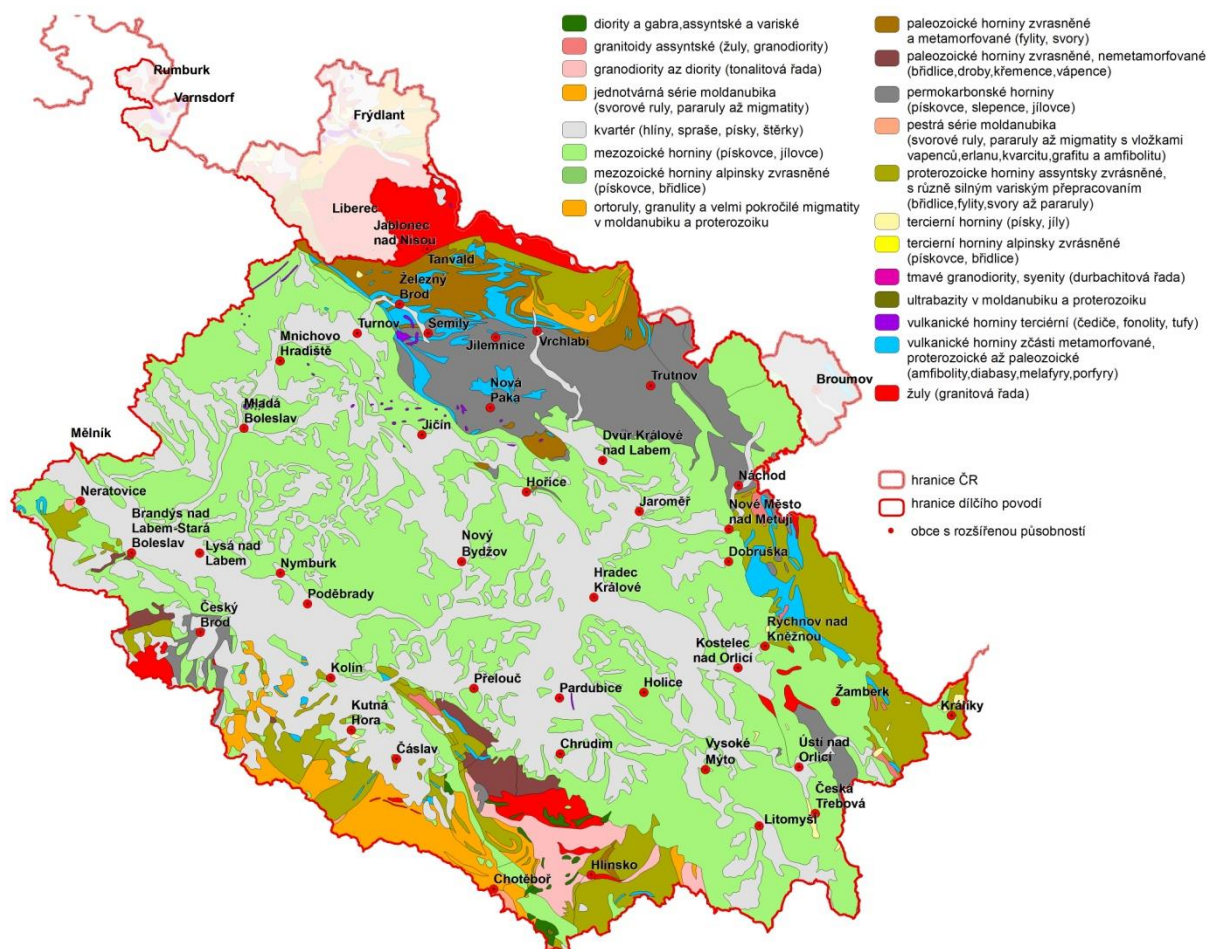 diority a gabra,assyntské a variské
granitoidy assyntské (žuly, granodiority)
granodiority az diority (tonalitová řada)
jednotvárná série moldanubika
(svorové ruly, pararuly až migmatity)
kvartér (hlíny, spraše, písky, štěrky)
mezozoické horniny (pískovce, jílovce)
mezozoické horniny alpinsky zvrásněné
(pískovce, břidlice)
ortoruly, granulity a velmi pokročilé migmatity
v moldanubiku a proterozoiku
paleozoické horniny zvrasněné
a metamorfované (fylity, svory)
paleozoické horniny zvrasněné, nemetamorfované
(břidlice,droby,křemence,vápence)
permokarbonské horniny
(pískovce, slepence, jílovce)
pestrá série moldanubika
(svorové ruly, pararuly až migmatity s vložkami
vapenců,erlanu,kvarcitu,grafitu a amfibolitu)
proterozoicke horniny assyntsky zvrásněné,
s různě silným variským přepracováním
(břidlice,fylity,svory až pararuly)
tercierní horniny (písky, jíly)
tercierní horniny alpinsky zvrásněné
(pískovce, břidlice)
tmavé granodiority, syenity (durbachitová řada)
ultrabazity v moldanubiku a proterozoiku
vulkanické horniny terciérní (čediče, fonolity, tufy)
vulkanické horniny zčásti metamorfované,
proterozoické až paleozoické
(amfibolity,diabasy,melafyry,porfyry)
žuly (granitová řada)
hranice ČR
hranice dílčího povodí
obce s rozšířenou působností
Rumburk
Varnsdorf
Frýdlant
Liberec
Jablonec
nad Nisou
Tanvald
Železný
Brod
Turnov
Semily
Mnichovo
Hradiště
Jilemnice
Vrchlabí
Trutnov
Broumov
Nová
Paka
Mladá
Boleslav
Jičín
Mělník
Dvůr Králové
nad Labem
Náchod
Neratovice
Hořice
Jaroměř
Nové Město
nad Metují
Brandýs nad
Labem-Stará
Boleslav
Lysá nad
Labem
Nový
Bydžov
Dobruška
Nymburk
Hradec
Králové
Poděbrady
Český
Brod
Rychnov nad
Kněžnou
Kostelec
nad Orlicí
Kolín
Přelouč
Pardubice
Holice
Žamberk
Králíky
Kutná
Hora
Čáslav
Chrudim
Vysoké
Mýto
Ústí nad
Orlicí
Česká
Třebová
Litomyšl
Hlinsko
Chotěboř